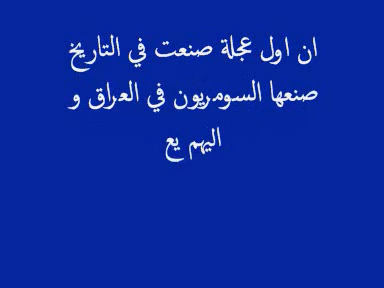 ان اول عجلة صنعت في التاريخ
صنعها السومريون في العراق و
اليهم يع